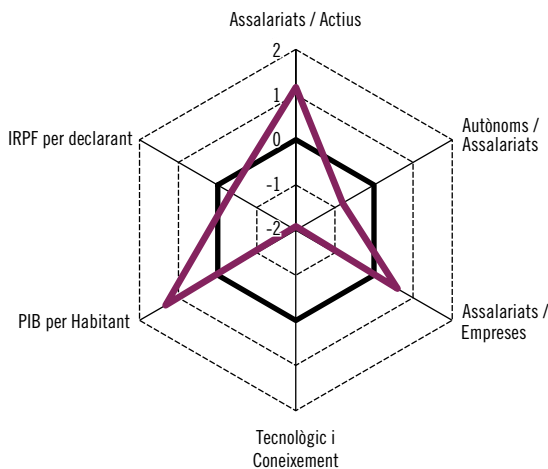 Assalariats / Actius
2
1
0
-1
-2
Autònoms /
Assalariats
IRPF per declarant
PIB per Habitant
Assalariats /
Empreses
Tecnològic i
Coneixement